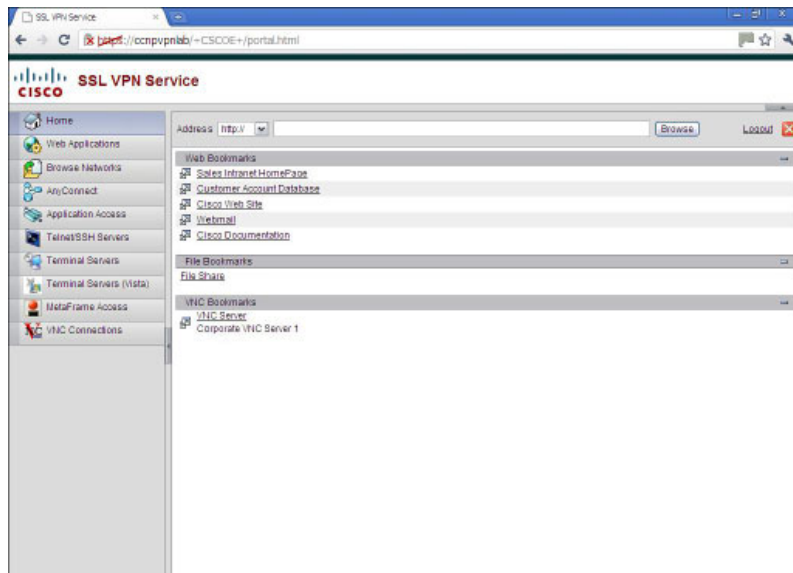 SSL VPN Service
https://ccnpvpnlab/+CSCOE+/portal.html
CISCO SSL VPN Service
Home
Web Applications
Browse Networks
AnyConnect
Application Access
Telnet/SSH Servers
Terminal Servers
Terminal Servers (Vista)
MetaFrame Access
VNC Connections
Address http:// Browse Logout
Web Bookmarks
Sales Intranet HomePage
Customer Account Database
Cisco Web Site
Webmail
Cisco Documentation
File Bookmarks
File Share
VNC Bookmarks
VNC Server
Corporate VNC Server 1